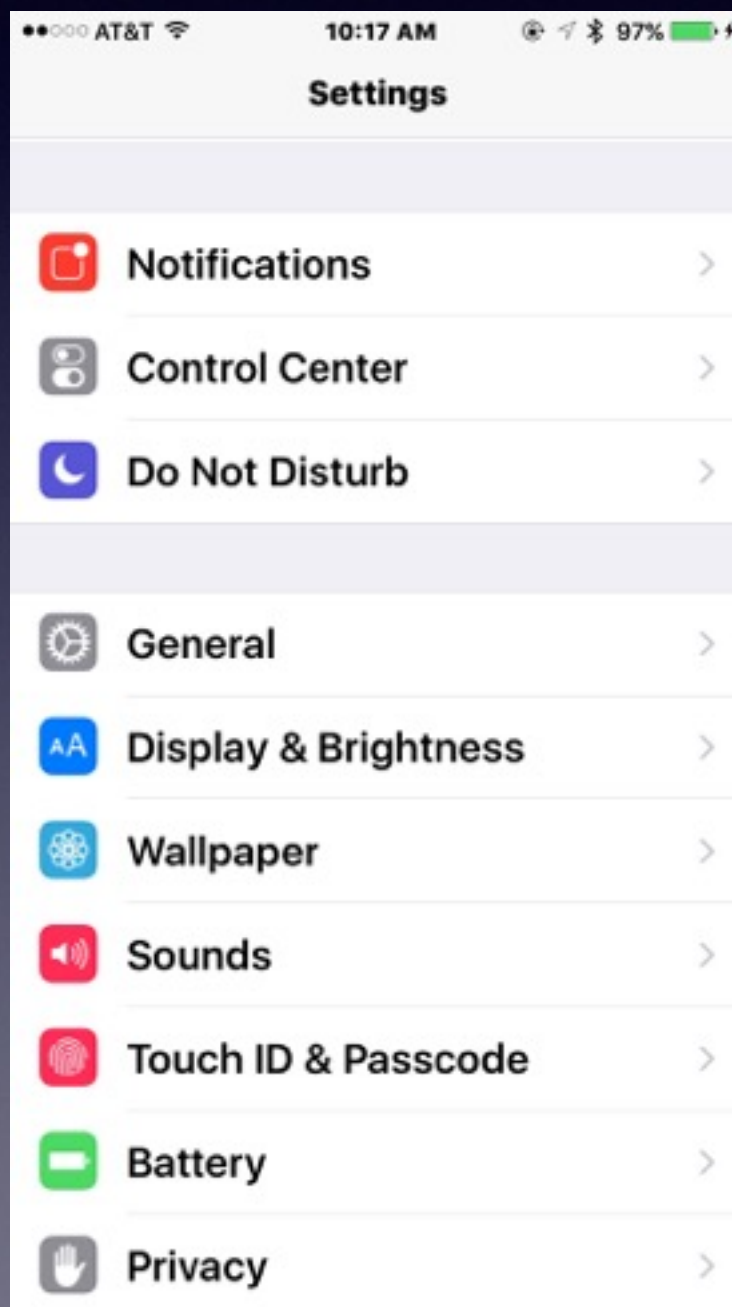 AT&T 10:17 AM 97%
Settings
Notifications
Control Center
Do Not Disturb
General
AA Display & Brightness
Wallpaper
Sounds
Touch ID & Passcode
Battery
Privacy